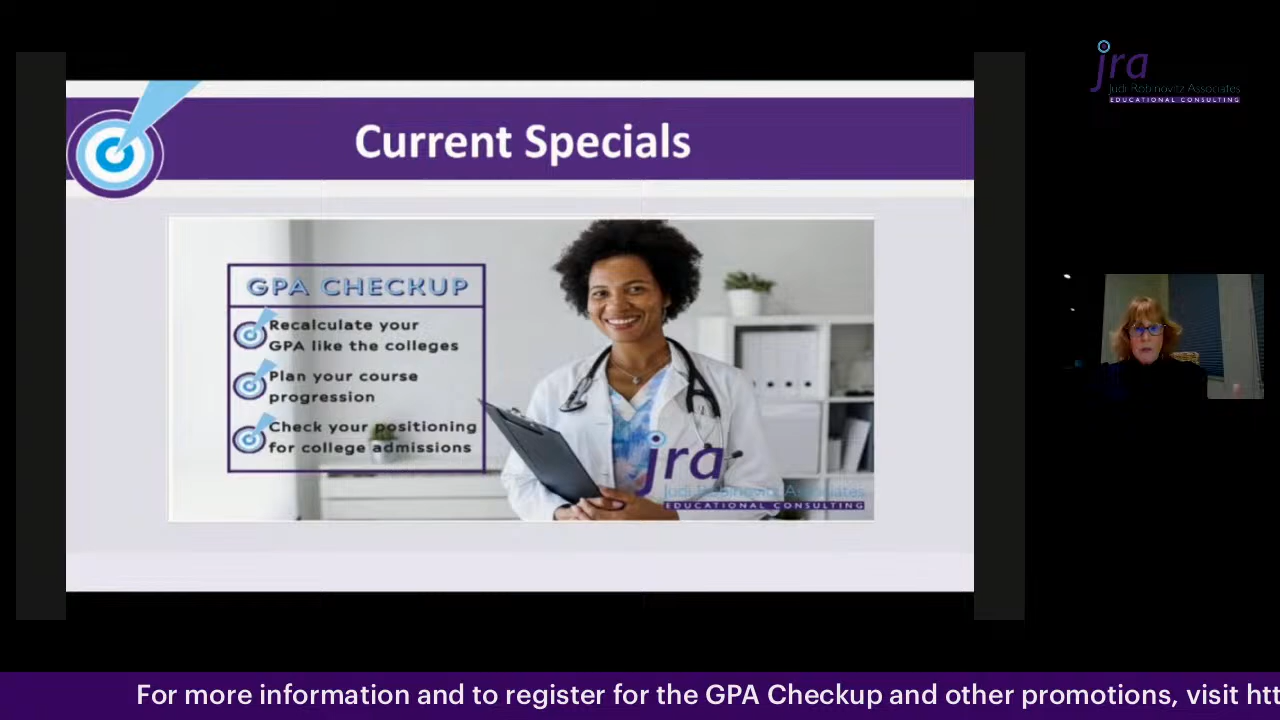 Current Specials
GPA CHECKUP
Recalculate your
GPA like the colleges
Plan your course
progression
Check your positioning
for college admissions
jra
Judi Robinovitz Associates
EDUCATIONAL CONSULTING
jra
Judi Robinovitz Associates
EDUCATIONAL CONSULTING
For more information and to register for the GPA Checkup and other promotions, visit htt